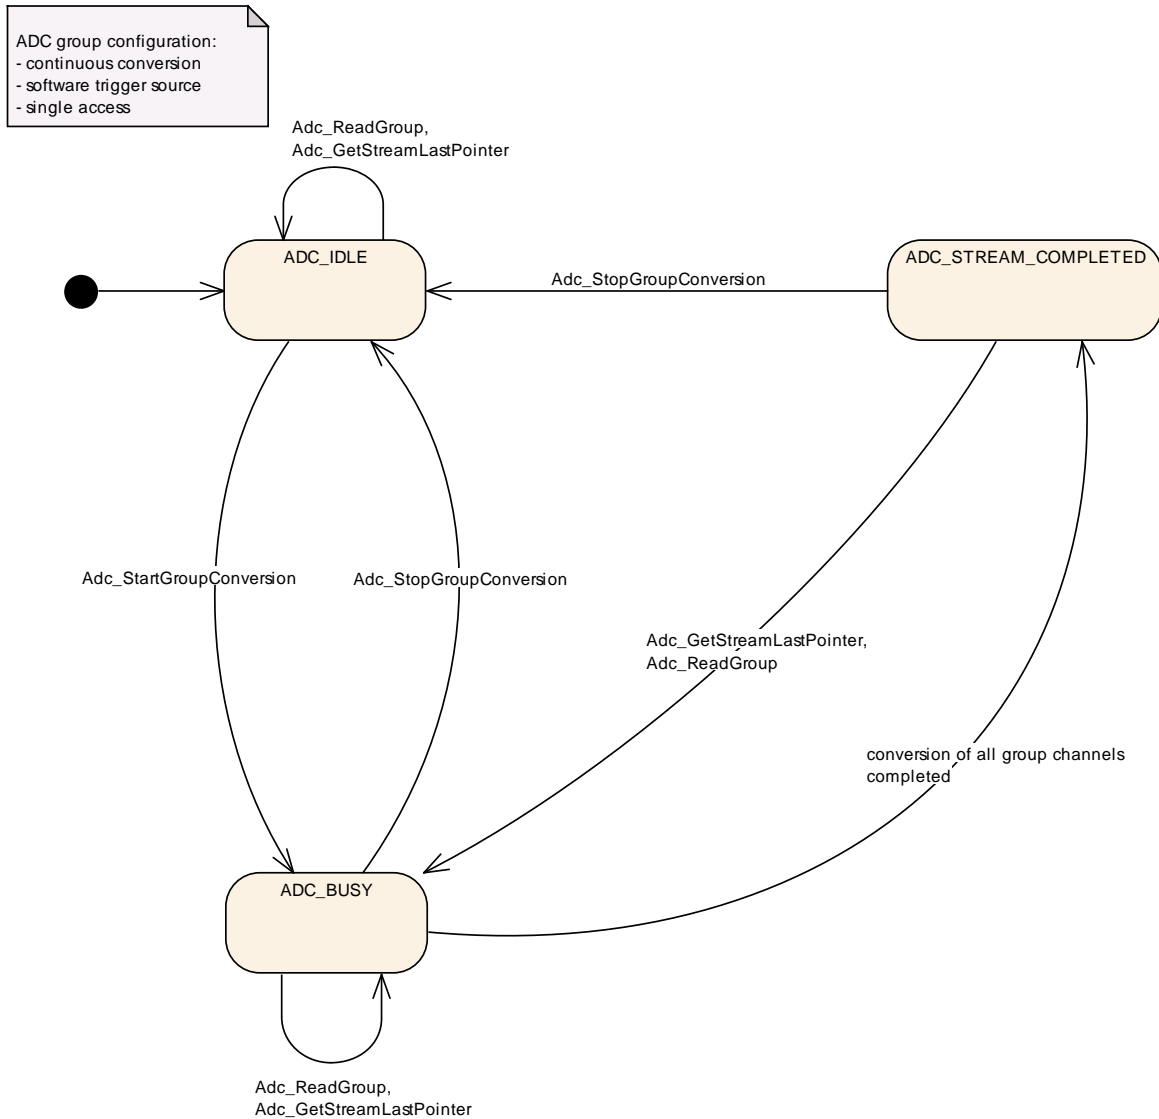 ADC group configuration:
- continuous conversion
- software trigger source
- single access
Adc_ReadGroup,
Adc_GetStreamLastPointer
ADC_IDLE
ADC_STREAM_COMPLETED
Adc_StopGroupConversion
Adc_StartGroupConversion
Adc_StopGroupConversion
Adc_GetStreamLastPointer,
Adc_ReadGroup
conversion of all group channels
completed
ADC_BUSY
Adc_ReadGroup,
Adc_GetStreamLastPointer